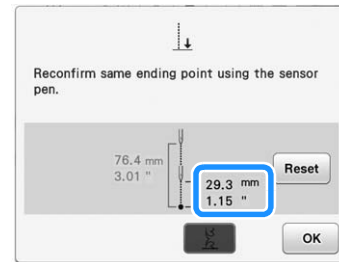 Reconfirm same ending point using the sensor
pen.
76.4 mm
3.01 "
29.3 mm
1.15 "
Reset
OK